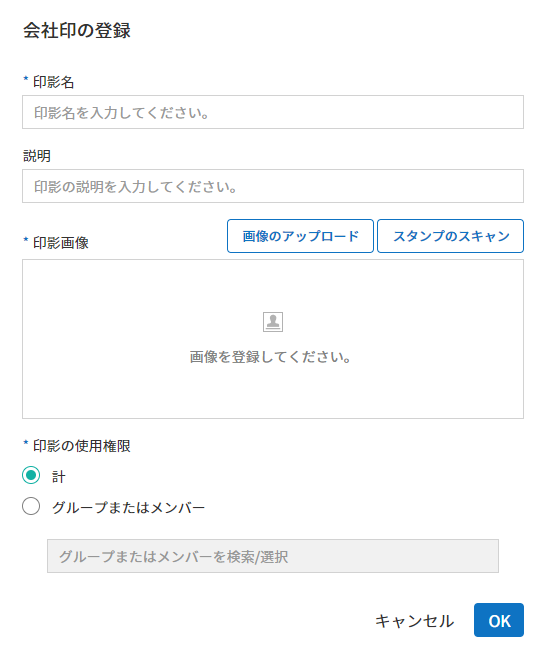 会社印の登録
* 印影名
印影名を入力してください。
説明
印影の説明を入力してください。
* 印影画像
画像のアップロード
スタンプのスキャン
画像を登録してください。
* 印影の使用権限
計
グループまたはメンバー
グループまたはメンバーを検索/選択
キャンセル
OK